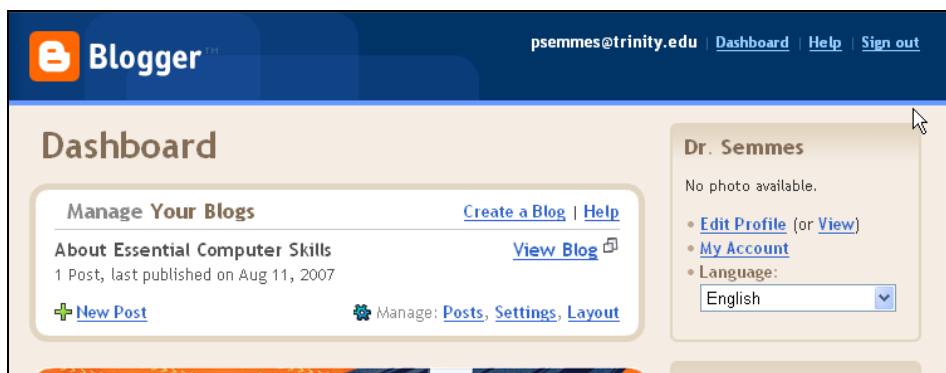 Blogger™
psemmes@trinity.edu | Dashboard | Help | Sign out
Dashboard
Manage Your Blogs
Create a Blog | Help
About Essential Computer Skills
View Blog
1 Post, last published on Aug 11, 2007
New Post
Manage: Posts, Settings, Layout
Dr. Semmes
No photo available.
• Edit Profile (or View)
• My Account
• Language:
English